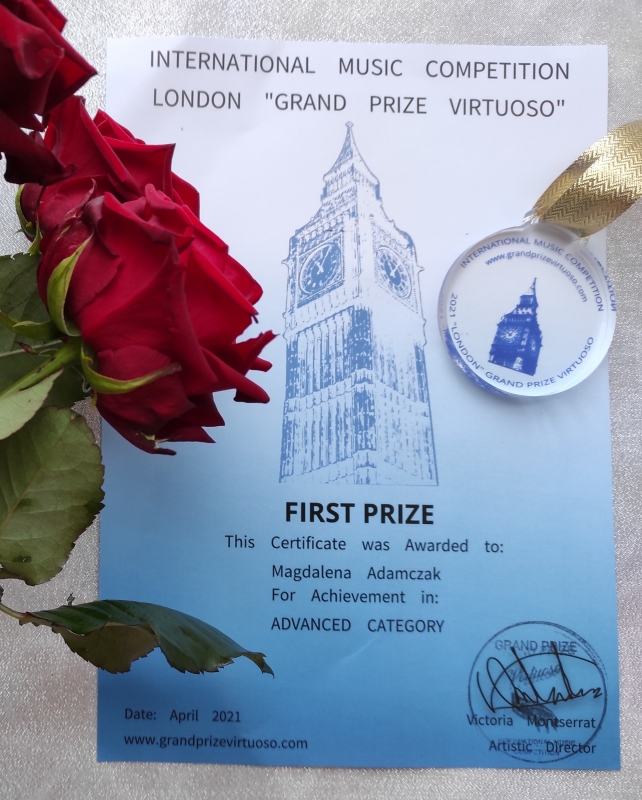 INTERNATIONAL MUSIC COMPETITION
LONDON "GRAND PRIZE VIRTUOSO"
INTERNATIONAL MUSIC COMPETITION
www.grandprizevirtuoso.com
2021 "LONDON" GRAND PRIZE VIRTUOSO
FIRST PRIZE
This Certificate was Awarded to:
Magdalena Adamczak
For Achievement in:
ADVANCED CATEGORY
GRAND PRIZE
Virtuoso
Victoria Montserrat
Artistic Director
Date: April 2021
www.grandprizevirtuoso.com